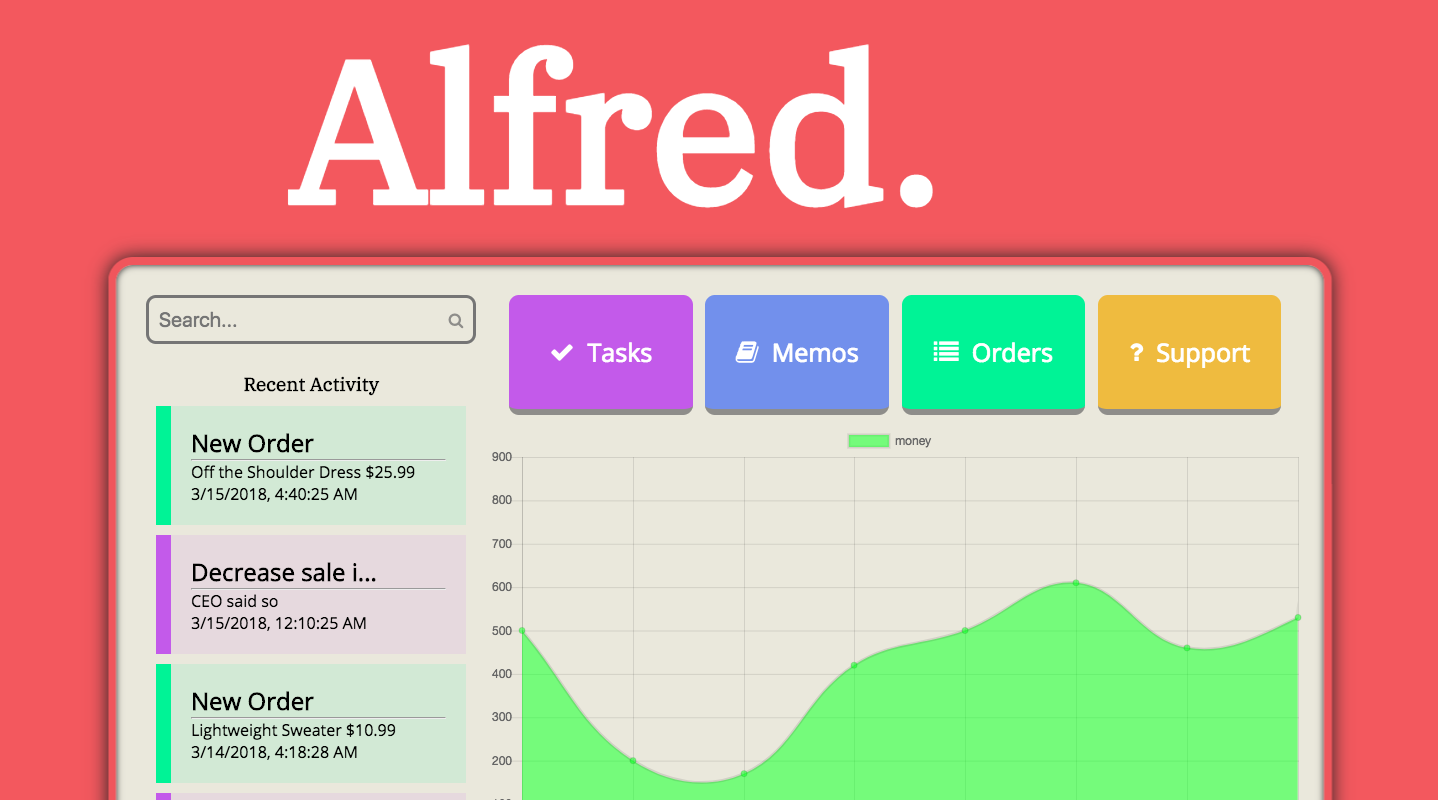 Alfred.
Search...
Tasks
Memos
Orders
? Support
Recent Activity
New Order
Off the Shoulder Dress $25.99
3/15/2018, 4:40:25 AM
Decrease sale i...
CEO said so
3/15/2018, 12:10:25 AM
New Order
Lightweight Sweater $10.99
3/14/2018, 4:18:28 AM
money
900
800
700
600
500
400
300
200